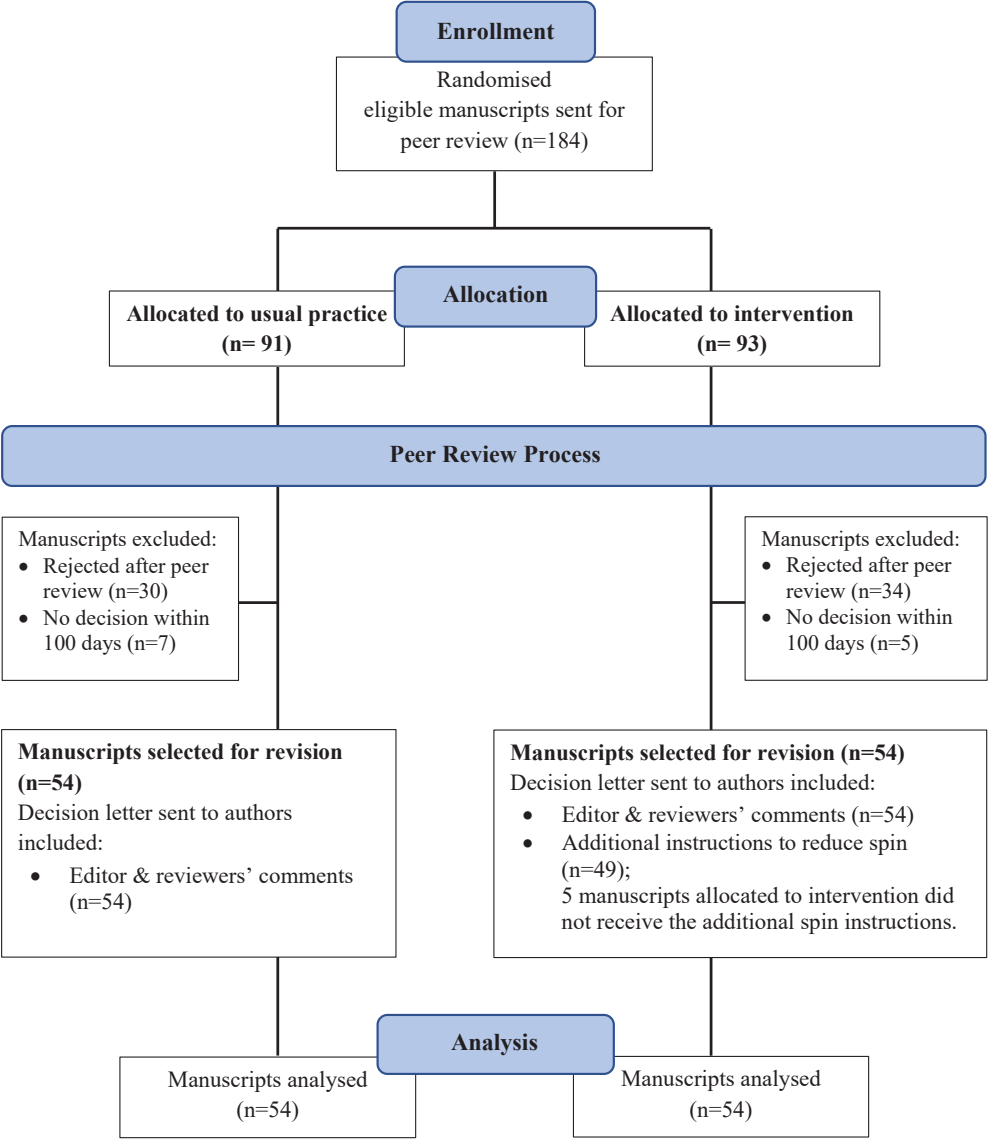 Enrollment
Randomised
eligible manuscripts sent for
peer review (n=184)
Allocation
Allocated to usual practice
(n= 91)
Allocated to intervention
(n= 93)
Peer Review Process
Manuscripts excluded:
• Rejected after peer
review (n=30)
• No decision within
100 days (n=7)
Manuscripts excluded:
• Rejected after peer
review (n=34)
• No decision within
100 days (n=5)
Manuscripts selected for revision
(n=54)
Decision letter sent to authors
included:
• Editor & reviewers’ comments
(n=54)
Manuscripts selected for revision (n=54)
Decision letter sent to authors included:
• Editor & reviewers’ comments (n=54)
• Additional instructions to reduce spin
(n=49);
5 manuscripts allocated to intervention did
not receive the additional spin instructions.
Analysis
Manuscripts analysed
(n=54)
Manuscripts analysed
(n=54)